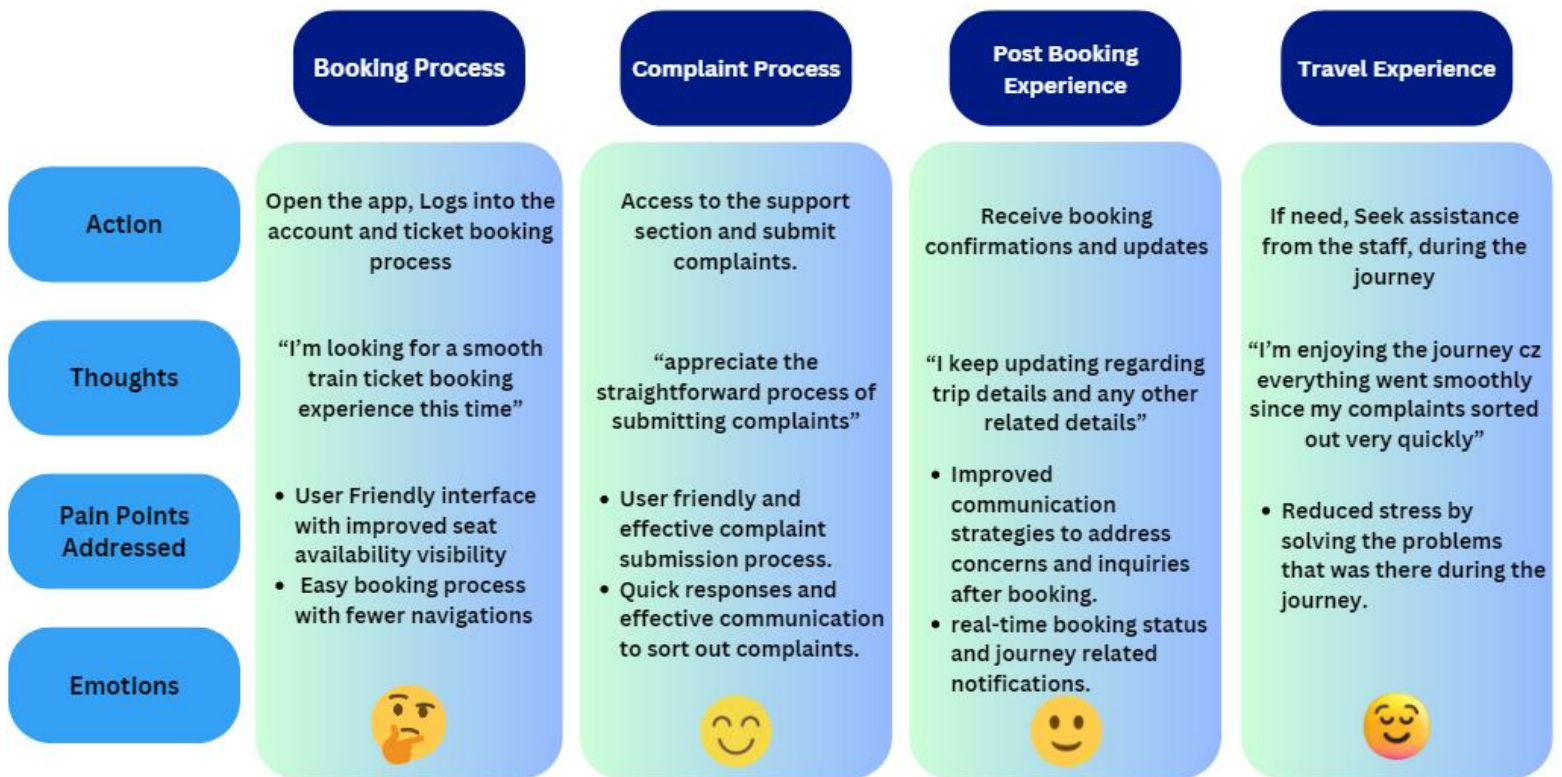 Booking Process
Complaint Process
Post Booking
Experience
Travel Experience
Action
Open the app, Logs into the
account and ticket booking
process
Access to the support
section and submit
complaints.
Receive booking
confirmations and updates
If need, Seek assistance
from the staff, during the
journey
Thoughts
“I’m looking for a smooth
train ticket booking
experience this time”
“appreciate the
straightforward process of
submitting complaints”
“I keep updating regarding
trip details and any other
related details”
“I’m enjoying the journey cz
everything went smoothly
since my complaints sorted
out very quickly”
Pain Points
Addressed
• User Friendly interface
with improved seat
availability visibility
• Easy booking process
with fewer navigations
• User friendly and
effective complaint
submission process.
• Quick responses and
effective communication
to sort out complaints.
• Improved
communication
strategies to address
concerns and inquiries
after booking.
• real-time booking status
and journey related
notifications.
• Reduced stress by
solving the problems
that was there during the
journey.
Emotions